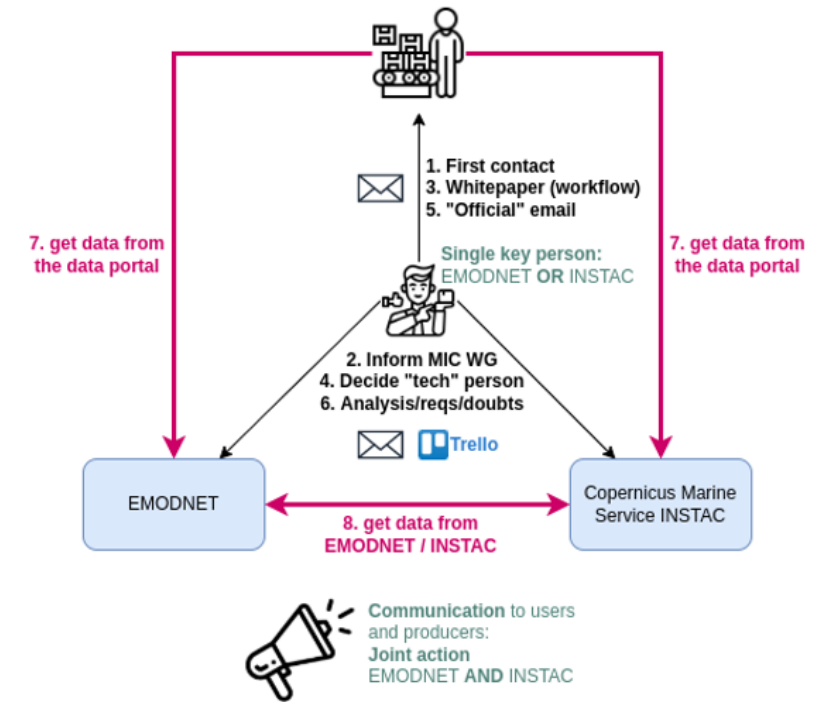 1. First contact
3. Whitepaper (workflow)
5. "Official" email
7. get data from
the data portal
7. get data from
the data portal
Single key person:
EMODNET OR INSTAC
2. Inform MIC WG
4. Decide "tech" person
6. Analysis/reqs/doubts
Trello
EMODNET
Copernicus Marine
Service INSTAC
8. get data from
EMODNET / INSTAC
Communication to users
and producers:
Joint action
EMODNET AND INSTAC